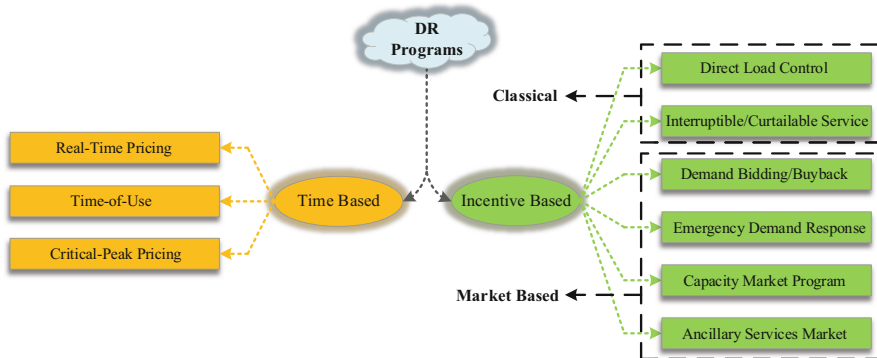 DR
Programs
Classical
Direct Load Control
Interruptible/Curtailable Service
Real-Time Pricing
Time-of-Use
Critical-Peak Pricing
Time Based
Incentive Based
Demand Bidding/Buyback
Emergency Demand Response
Market Based
Capacity Market Program
Ancillary Services Market